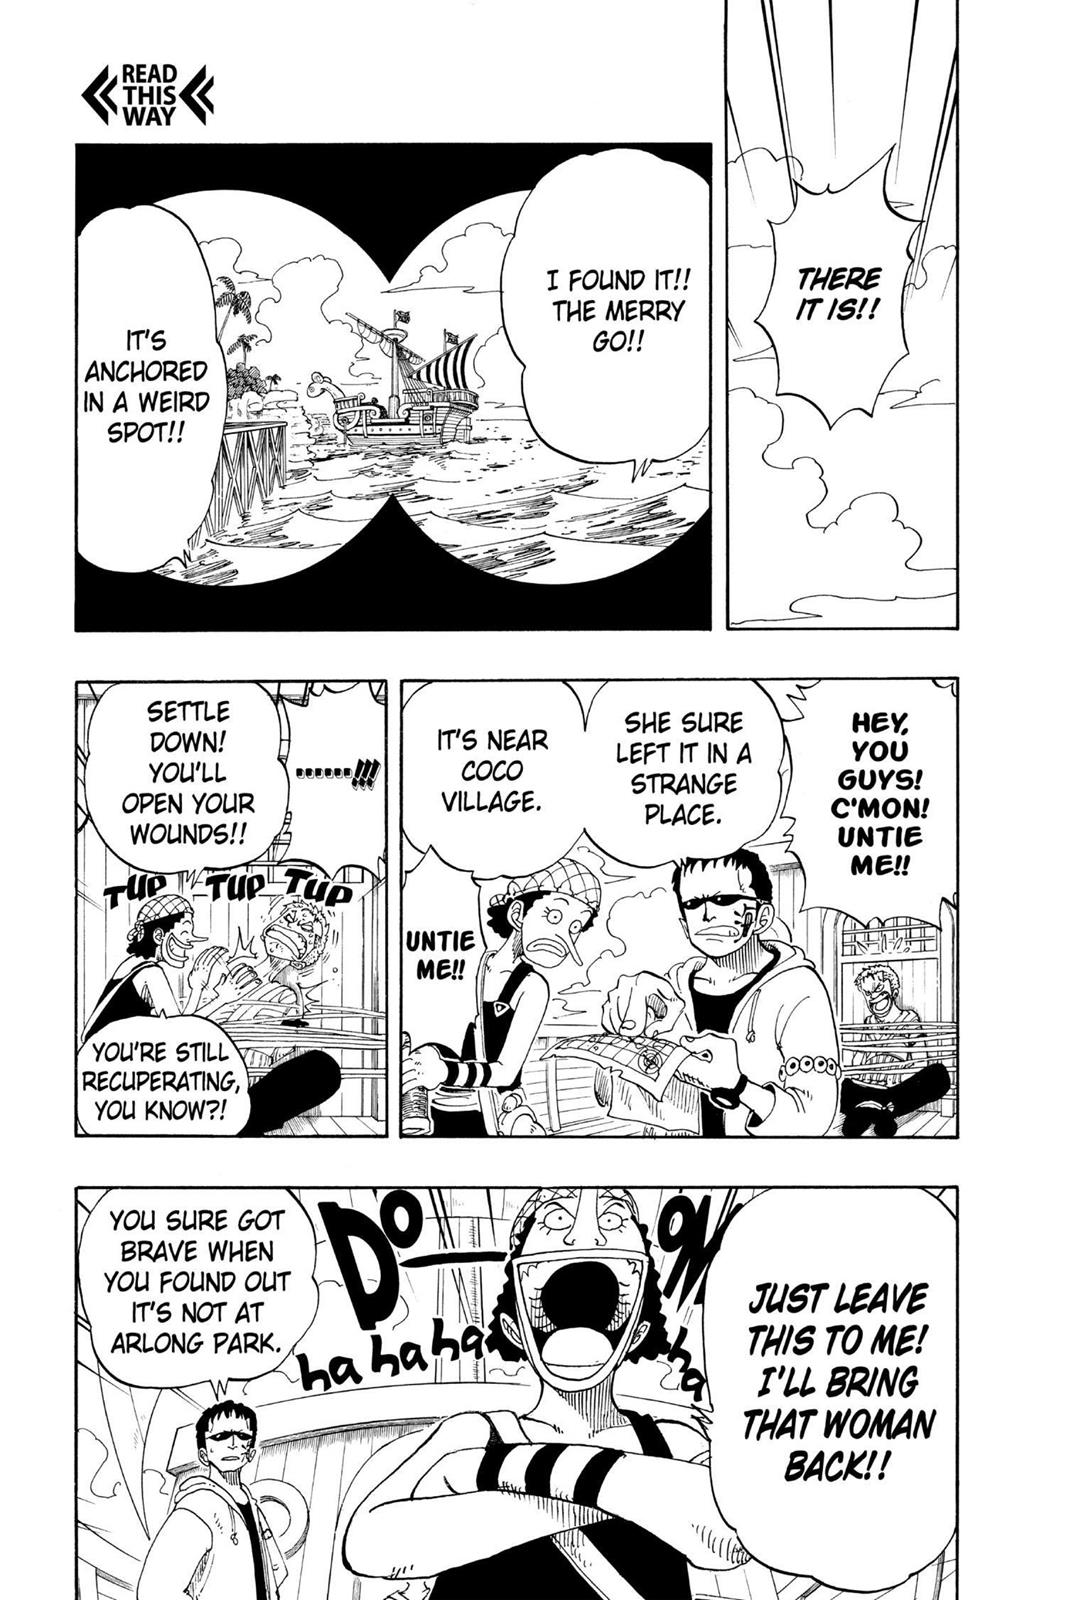 READ
THIS
WAY
THERE
IT IS!!
I FOUND IT!!
THE MERRY
GO!!
IT'S
ANCHORED
IN A WEIRD
SPOT!!
HEY,
YOU
GUYS!
C'MON!
UNTIE
ME!!
SHE SURE
LEFT IT IN A
STRANGE
PLACE.
IT'S NEAR
COCO
VILLAGE.
UNTIE
ME!!
......!!!
SETTLE
DOWN!
YOU'LL
OPEN YOUR
WOUNDS!!
TUP TUP TUP
YOU'RE STILL
RECUPERATING,
YOU KNOW?!
JUST LEAVE
THIS TO ME!
I'LL BRING
THAT WOMAN
BACK!!
DO—OM
ha ha ha
ha
YOU SURE GOT
BRAVE WHEN
YOU FOUND OUT
IT'S NOT AT
ARLONG PARK.